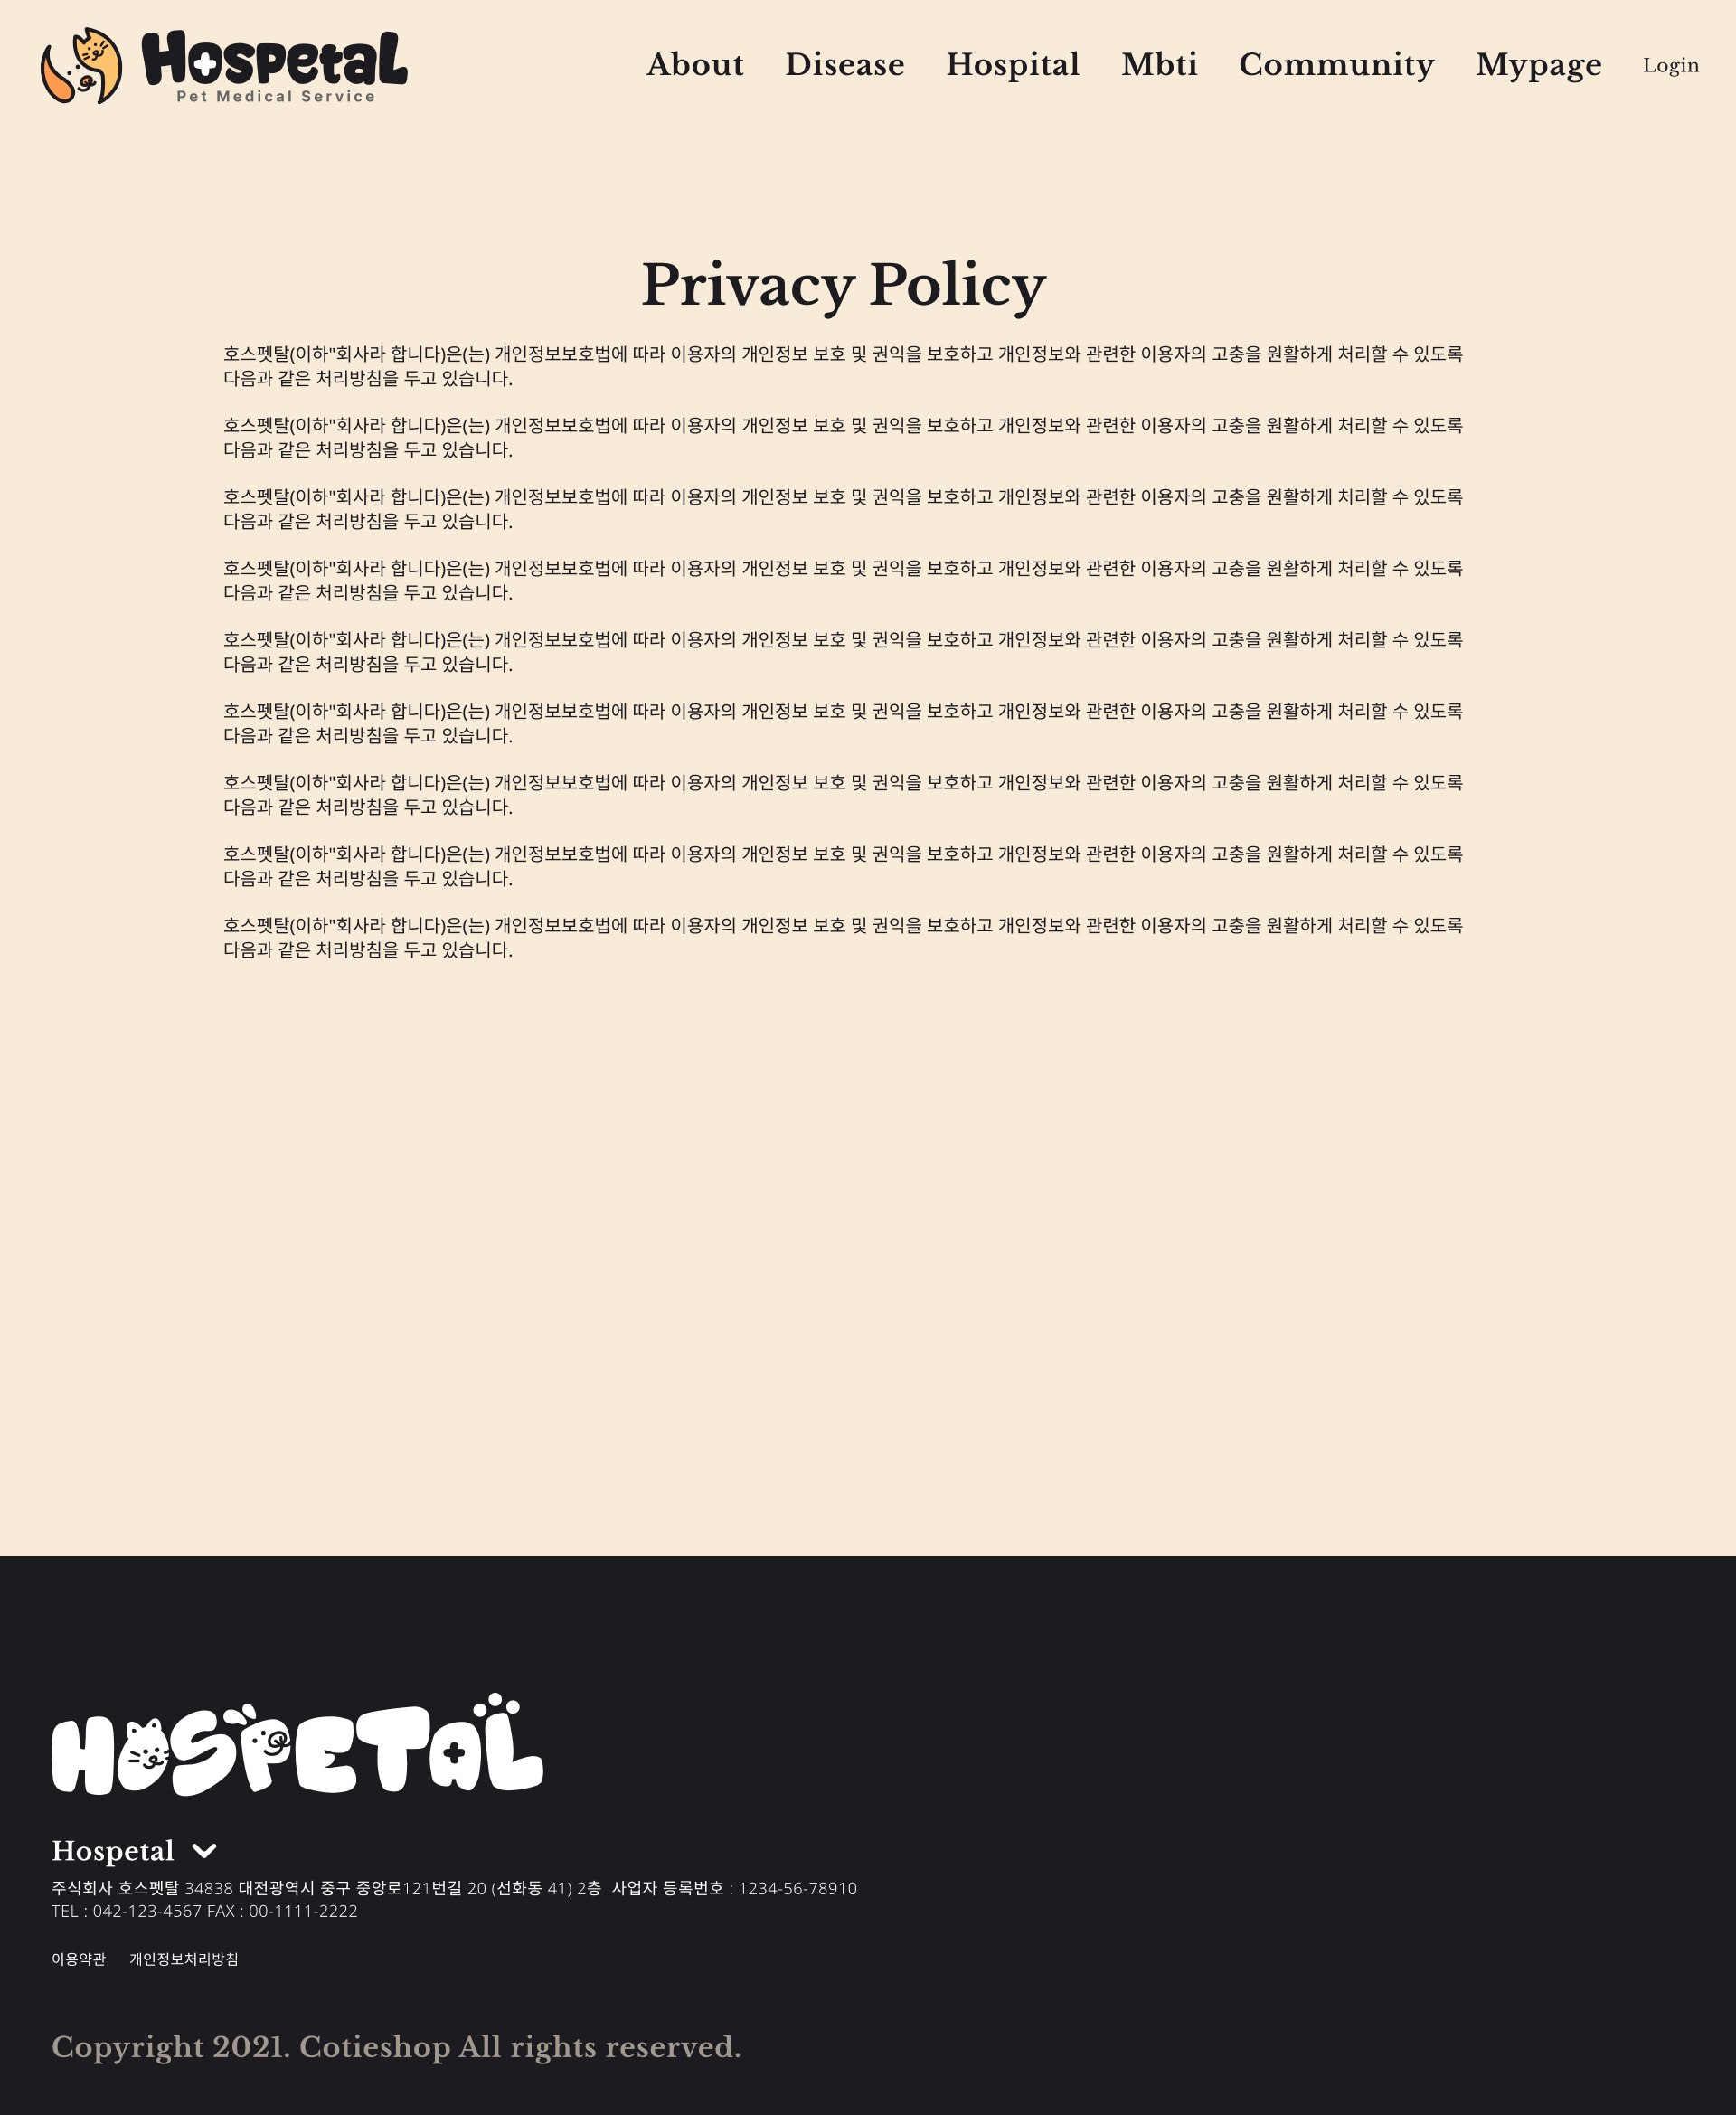 Hospetal
Pet Medical Service
About Disease Hospital Mbti Community Mypage Login
Privacy Policy
호스펫탈(이하"회사라 합니다)은(는) 개인정보보호법에 따라 이용자의 개인정보 보호 및 권익을 보호하고 개인정보와 관련한 이용자의 고충을 원활하게 처리할 수 있도록
다음과 같은 처리방침을 두고 있습니다.
호스펫탈(이하"회사라 합니다)은(는) 개인정보보호법에 따라 이용자의 개인정보 보호 및 권익을 보호하고 개인정보와 관련한 이용자의 고충을 원활하게 처리할 수 있도록
다음과 같은 처리방침을 두고 있습니다.
호스펫탈(이하"회사라 합니다)은(는) 개인정보보호법에 따라 이용자의 개인정보 보호 및 권익을 보호하고 개인정보와 관련한 이용자의 고충을 원활하게 처리할 수 있도록
다음과 같은 처리방침을 두고 있습니다.
호스펫탈(이하"회사라 합니다)은(는) 개인정보보호법에 따라 이용자의 개인정보 보호 및 권익을 보호하고 개인정보와 관련한 이용자의 고충을 원활하게 처리할 수 있도록
다음과 같은 처리방침을 두고 있습니다.
호스펫탈(이하"회사라 합니다)은(는) 개인정보보호법에 따라 이용자의 개인정보 보호 및 권익을 보호하고 개인정보와 관련한 이용자의 고충을 원활하게 처리할 수 있도록
다음과 같은 처리방침을 두고 있습니다.
호스펫탈(이하"회사라 합니다)은(는) 개인정보보호법에 따라 이용자의 개인정보 보호 및 권익을 보호하고 개인정보와 관련한 이용자의 고충을 원활하게 처리할 수 있도록
다음과 같은 처리방침을 두고 있습니다.
호스펫탈(이하"회사라 합니다)은(는) 개인정보보호법에 따라 이용자의 개인정보 보호 및 권익을 보호하고 개인정보와 관련한 이용자의 고충을 원활하게 처리할 수 있도록
다음과 같은 처리방침을 두고 있습니다.
호스펫탈(이하"회사라 합니다)은(는) 개인정보보호법에 따라 이용자의 개인정보 보호 및 권익을 보호하고 개인정보와 관련한 이용자의 고충을 원활하게 처리할 수 있도록
다음과 같은 처리방침을 두고 있습니다.
호스펫탈(이하"회사라 합니다)은(는) 개인정보보호법에 따라 이용자의 개인정보 보호 및 권익을 보호하고 개인정보와 관련한 이용자의 고충을 원활하게 처리할 수 있도록
다음과 같은 처리방침을 두고 있습니다.
HOSPETAL
Hospetal
주식회사 호스펫탈 34838 대전광역시 중구 중앙로121번길 20 (선화동 41) 2층 사업자 등록번호 : 1234-56-78910
TEL : 042-123-4567 FAX : 00-1111-2222
이용약관 개인정보처리방침
Copyright 2021. Cotieshop All rights reserved.